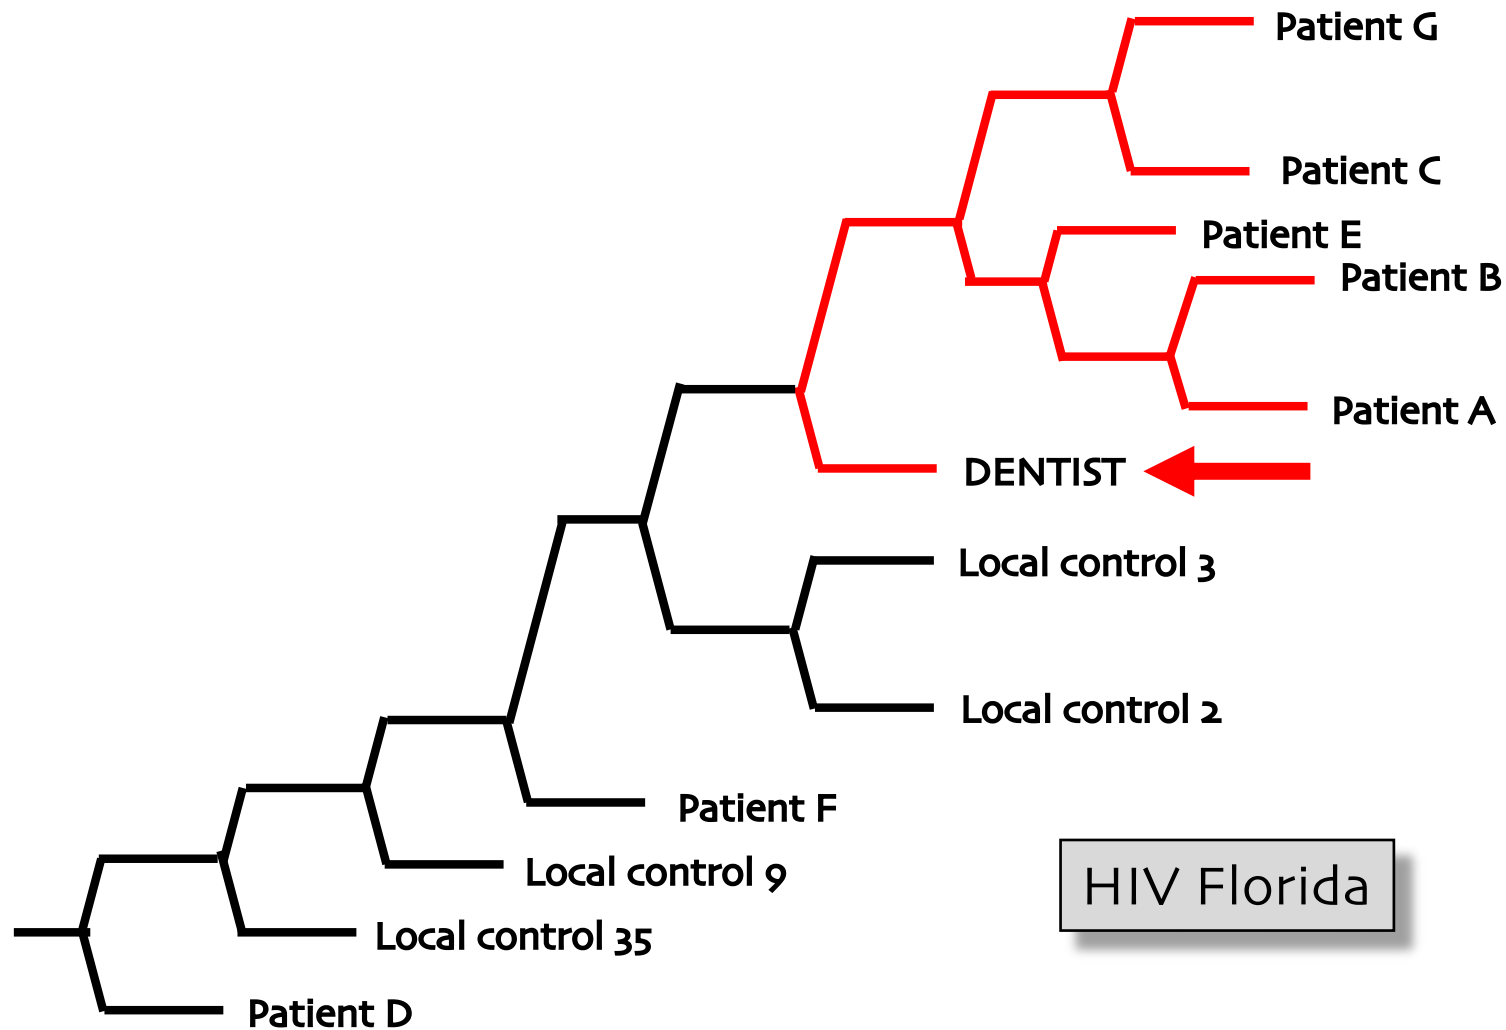 Patient G
Patient C
Patient E
Patient B
Patient A
DENTIST
Local control 3
Local control 2
Patient F
Local control 9
HIV Florida
Local control 35
Patient D